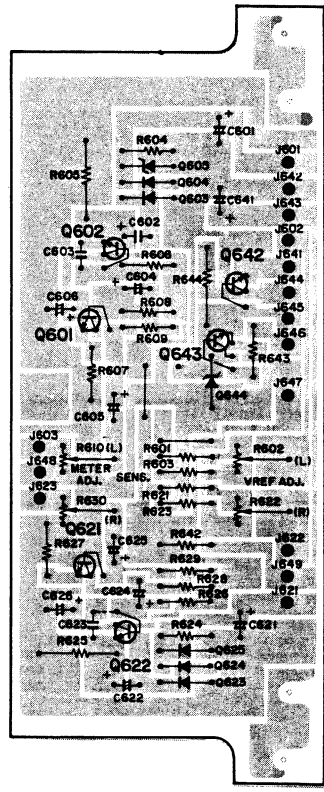 R604
C601
J601
R605
Q605
J642
Q604
C641
Q603
J643
Q602
C602
J602
C603
R606
Q642
J641
C604
R644
J644
C606
R608
J645
Q601
R609
J646
Q643
R643
R607
Q644
J647
C605
J603
R610(L)
R601
R602
J648
METER
ADJ.
SENS.
R603
(L)
J623
R621
VREF ADJ.
R630
R622
(R)
R623
(R)
Q621
R642
J622
R627
C625
R629
J649
R628
C626
C624
R626
J621
C623
R624
C621
R625
Q625
Q622
Q624
C622
Q623